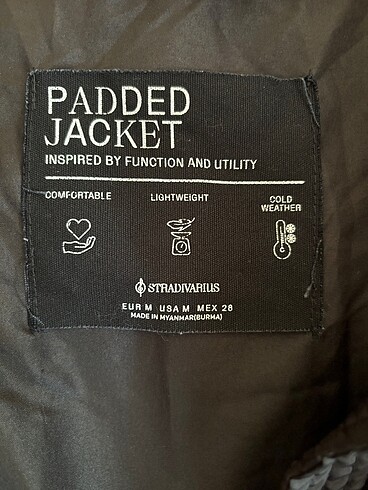 PADDED
JACKET
INSPIRED BY FUNCTION AND UTILITY
COMFORTABLE LIGHTWEIGHT COLD WEATHER
STRADIVARIUS
EUR M USA M MEX 28
MADE IN MYANMAR(BURMA)